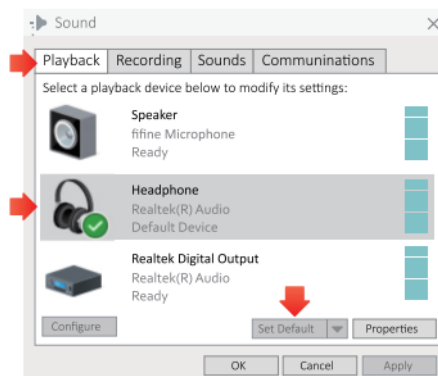 Sound
Playback Recording Sounds Communinations
Select a playback device below to modify its settings:
Speaker
fifine Microphone
Ready
Headphone
Realtek(R) Audio
Default Device
Realtek Digital Output
Realtek(R) Audio
Ready
Configure Set Default Properties
OK Cancel Apply